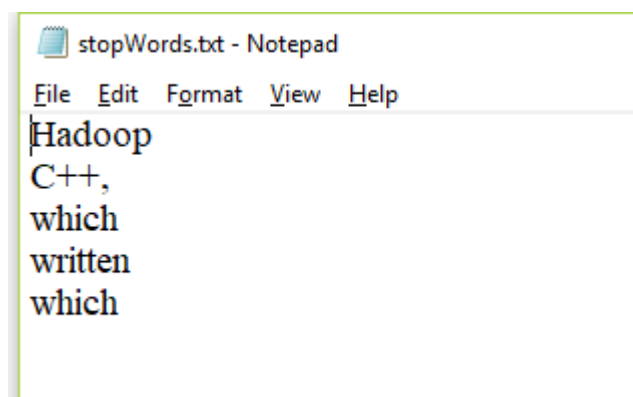 stopWords.txt - Notepad
File Edit Format View Help
Hadoop
C++,
which
written
which